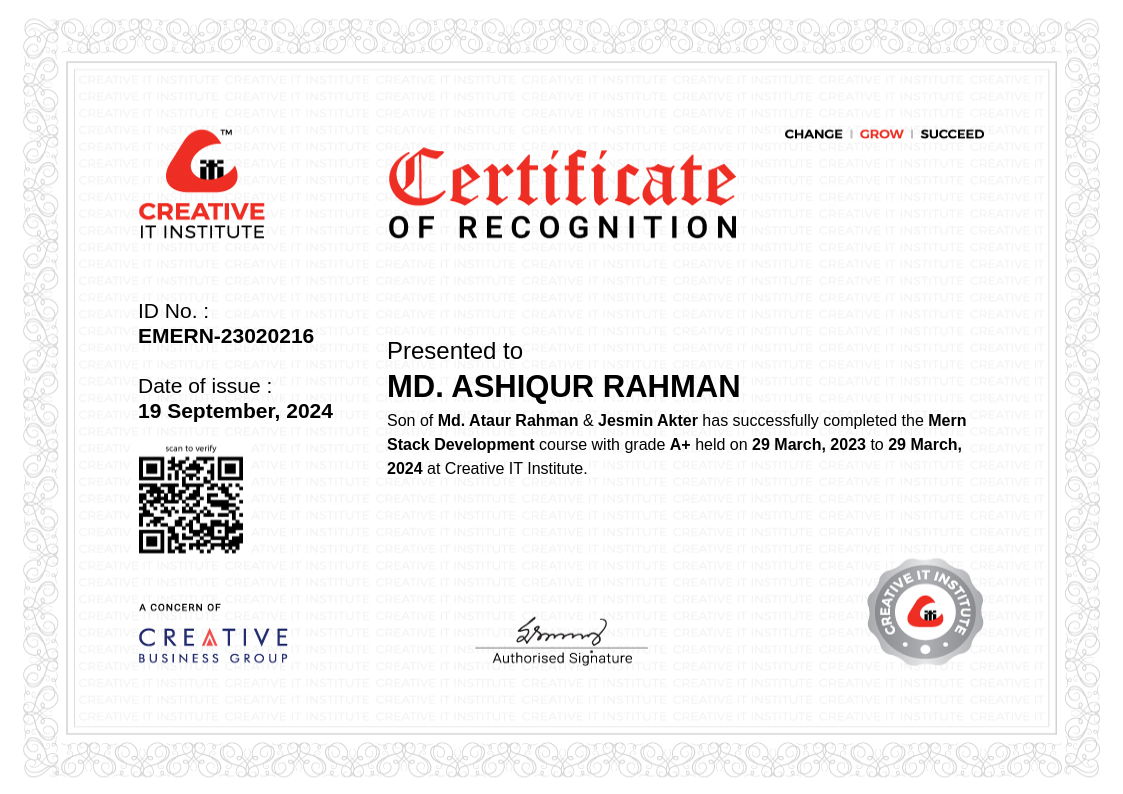 CREATIVE
IT INSTITUTE
TM
CHANGE | GROW | SUCCEED
Certificate
OF RECOGNITION
ID No. :
EMERN-23020216
Date of issue :
19 September, 2024
scan to verify
Presented to
MD. ASHIQUR RAHMAN
Son of Md. Ataur Rahman & Jesmin Akter has successfully completed the Mern
Stack Development course with grade A+ held on 29 March, 2023 to 29 March,
2024 at Creative IT Institute.
A CONCERN OF
CREATIVE
BUSINESS GROUP
Authorised Signature
CREATIVE IT INSTITUTE